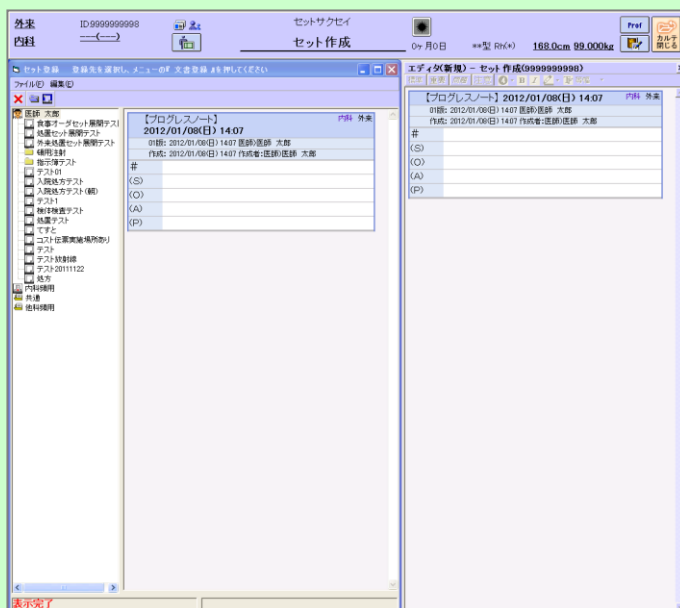 外来
内科
ID9999999998
---(---)
セットサクセイ
セット作成
0ヶ月0日
**型 Rh(*)
168.0cm 99.000kg
Prof
カルテ
閉じる
セット登録 登録先を選択し、メニューの『文書登録』を押してください
ファイル(F) 編集(E)
医師 太郎
食事オーダセット展開テスト
処置セット展開テスト
外来処置セット展開テスト
補用注射
指示簿テスト
テスト01
入院処方テスト
入院処方テスト(朝)
テスト1
検体検査テスト
処置テスト
てすと
コスト伝票実施場所あり
テスト
テスト放射線
テスト20111122
処方
内科頻用
共通
他科頻用
【プログレスノート】 内科 外来
2012/01/08(日) 14:07
01版: 2012/01/08(日) 14:07 医師)医師 太郎
作成: 2012/01/08(日) 14:07 作成者:医師)医師 太郎
#
(S)
(O)
(A)
(P)
表示完了
エディタ(新規) - セット作成(9999999998)
【プログレスノート】 2012/01/08(日) 14:07 内科 外来
01版: 2012/01/08(日) 14:07 医師)医師 太郎
作成: 2012/01/08(日) 14:07 作成者:医師)医師 太郎
#
(S)
(O)
(A)
(P)